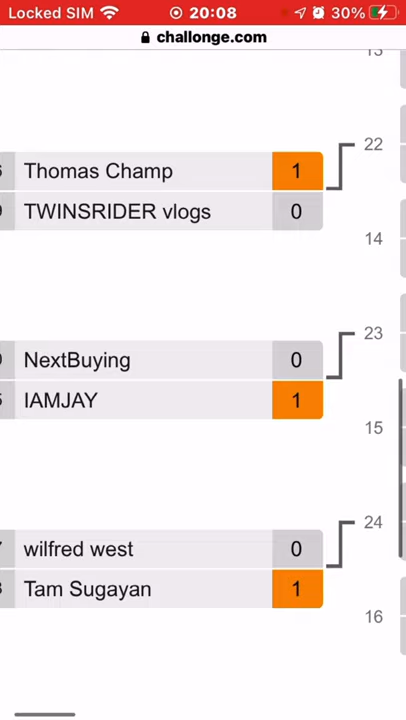 Locked SIM 20:08 30%
challonge.com
22
Thomas Champ 1
TWINSRIDER vlogs 0
14
23
NextBuying 0
IAMJAY 1
15
24
wilfred west 0
Tam Sugayan 1
16